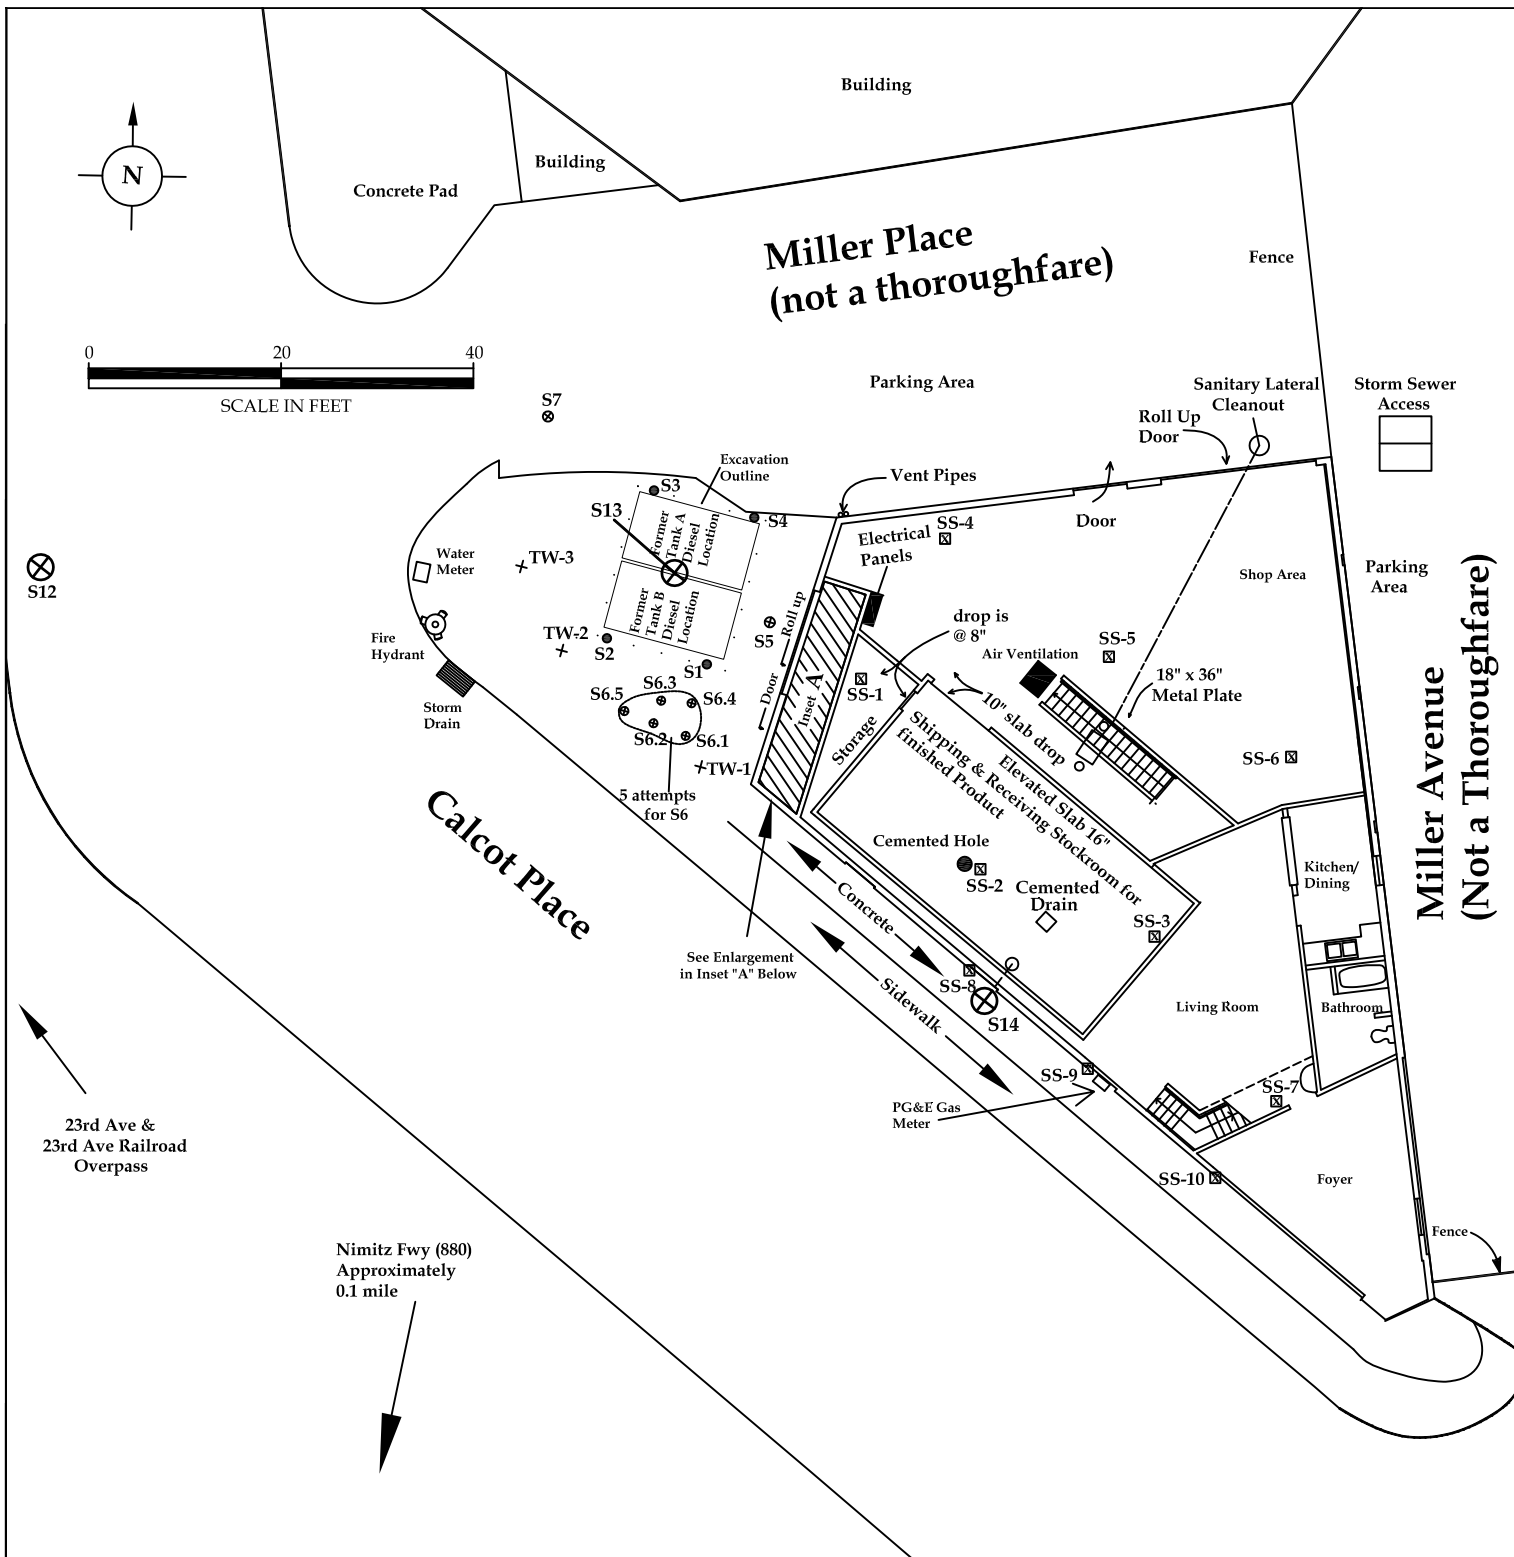 Building
Building
Concrete Pad
N
Miller Place
(not a thoroughfare)
Fence
0 20 40
SCALE IN FEET
Parking Area
Sanitary Lateral
Cleanout
Storm Sewer
Access
Roll Up
Door
S7
Excavation
Outline
Vent Pipes
S3
S13
S4
SS-4
Door
Electrical
Panels
Former
Tank A
Diesel
Location
Water
Meter
TW-3
Shop Area
Parking
Area
S12
Former
Tank B
Diesel
Location
Roll up
Door
drop is
@ 8"
Fire
Hydrant
TW-2
S2
S5
SS-5
Air Ventilation
S1
Inset A
SS-1
18" x 36"
Metal Plate
Miller Avenue
(Not a Thoroughfare)
S6.5
S6.3
S6.4
Storm
Drain
S6.2
S6.1
Storage
10" slab drop
SS-6
TW-1
5 attempts
for S6
Elevated Slab 16"
Shipping & Receiving Stockroom for
finished Product
Calcot Place
Cemented Hole
SS-2
Cemented
Drain
Kitchen/
Dining
Concrete
SS-3
See Enlargement
in Inset "A" Below
SS-8
Sidewalk
S14
Living Room
Bathroom
SS-9
SS-7
PG&E Gas
Meter
23rd Ave &
23rd Ave Railroad
Overpass
SS-10
Foyer
Fence
Nimitz Fwy (880)
Approximately
0.1 mile